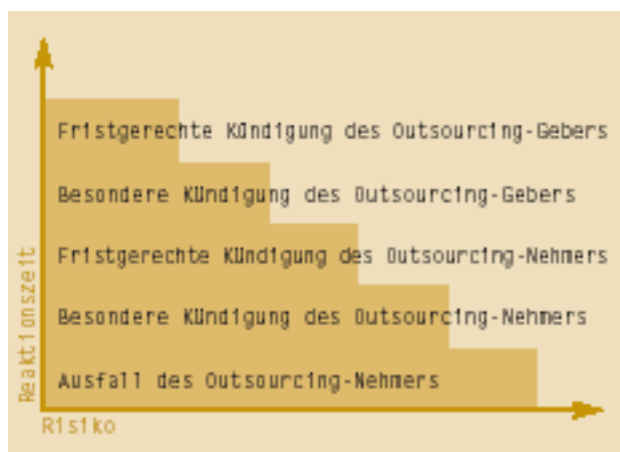 Fristgerechte Kündigung des Outsourcing-Gebers
Besondere Kündigung des Outsourcing-Gebers
Fristgerechte Kündigung des Outsourcing-Nehmers
Besondere Kündigung des Outsourcing-Nehmers
Ausfall des Outsourcing-Nehmers
Reaktionszeit
Risiko